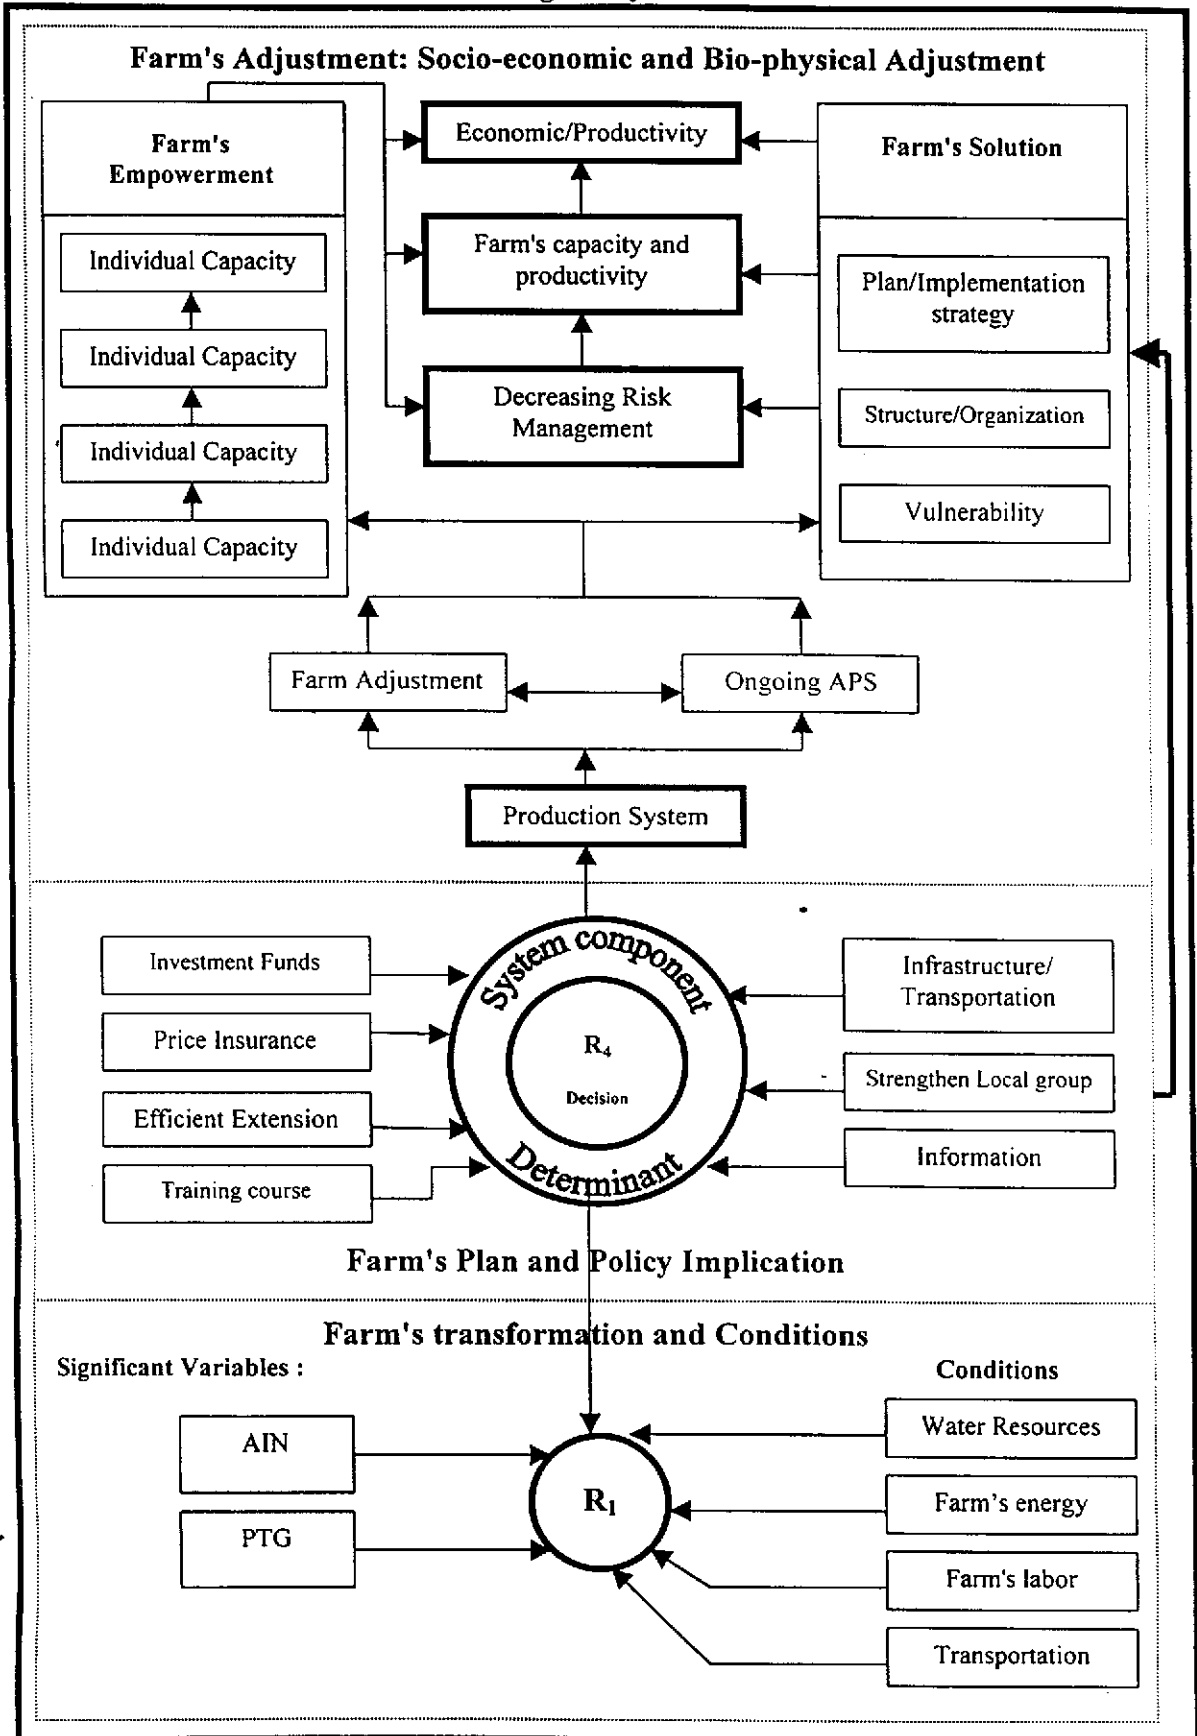 Farm's Adjustment: Socio-economic and Bio-physical Adjustment
Farm's
Empowerment
Individual Capacity
Individual Capacity
Individual Capacity
Individual Capacity
Economic/Productivity
Farm's capacity and
productivity
Decreasing Risk
Management
Farm's Solution
Plan/Implementation
strategy
Structure/Organization
Vulnerability
Farm Adjustment
Ongoing APS
Production System
Investment Funds
Price Insurance
Efficient Extension
Training course
System component
R₄
Decision
Determinant
Infrastructure/
Transportation
Strengthen Local group
Information
Farm's Plan and Policy Implication
Farm's transformation and Conditions
Significant Variables :
Conditions
AIN
PTG
R₁
Water Resources
Farm's energy
Farm's labor
Transportation